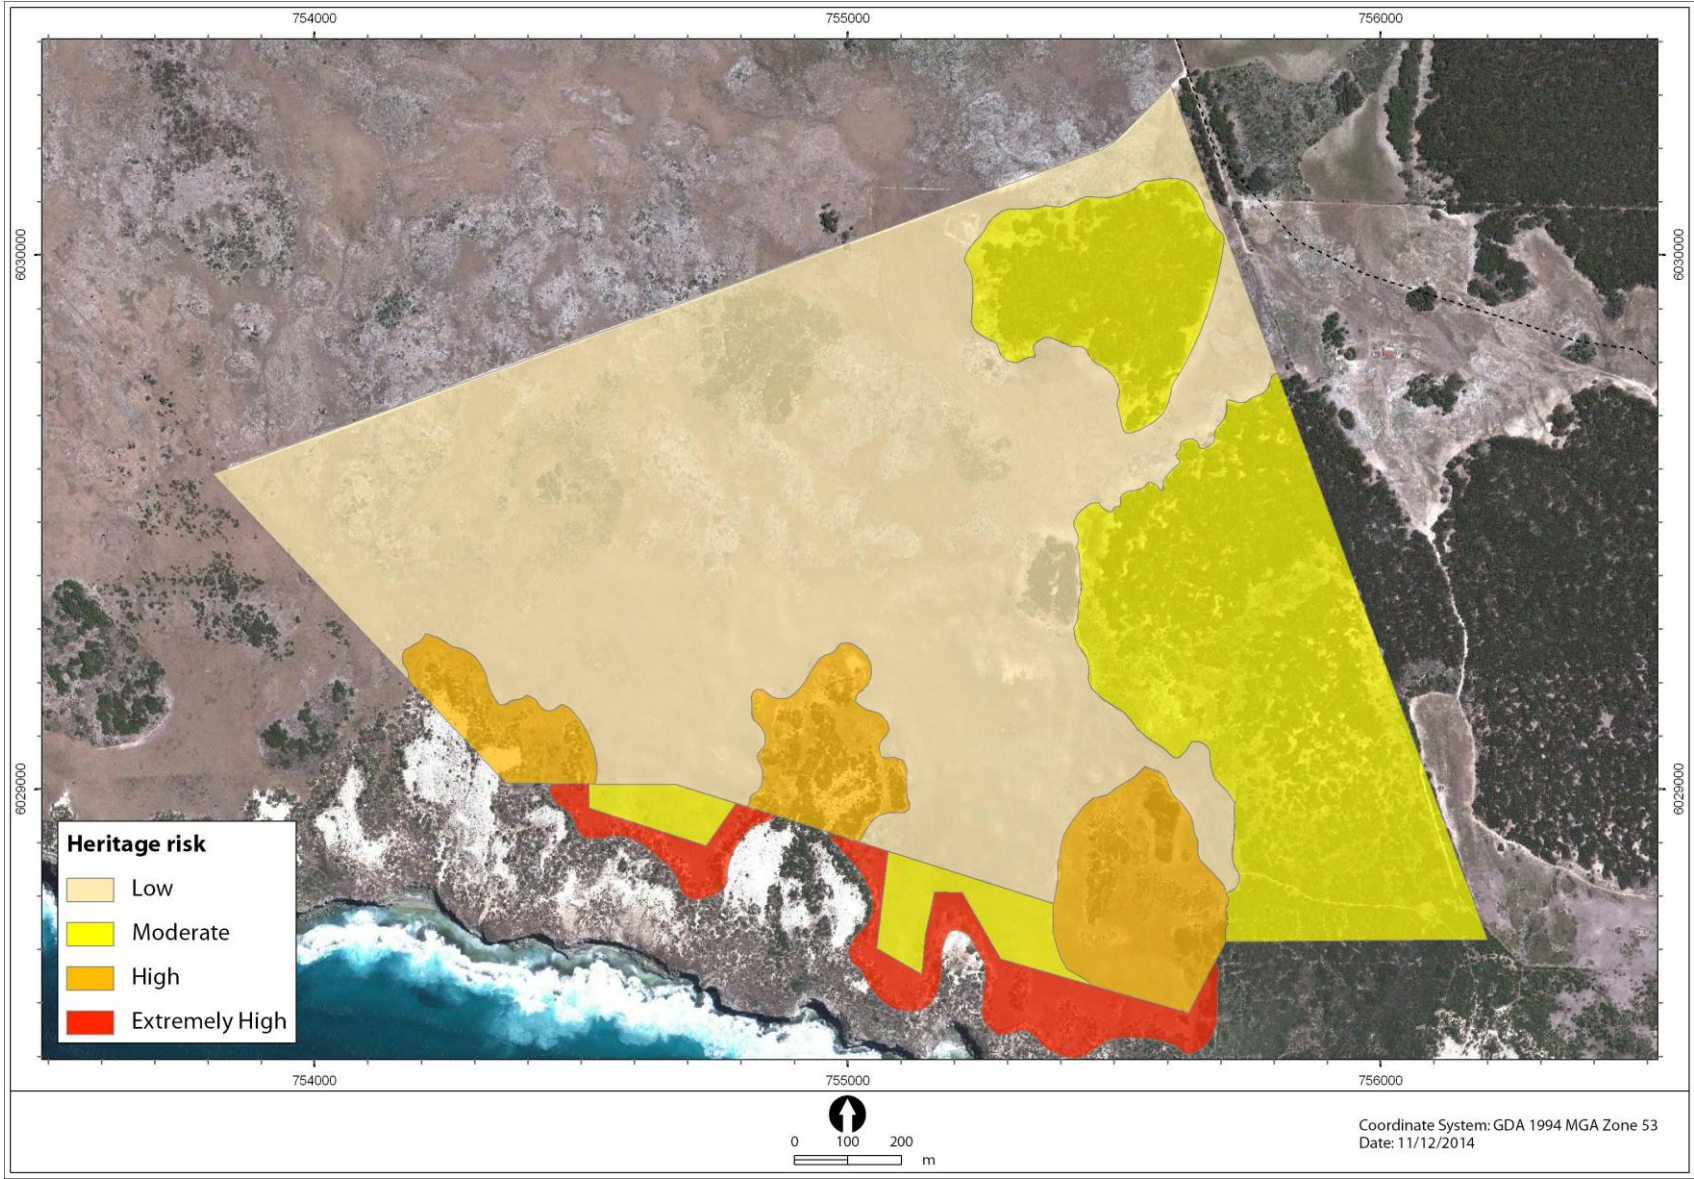 754000 755000 756000
6030000 6030000
6029000 6029000
Heritage risk
Low
Moderate
High
Extremely High
754000 755000 756000
0 100 200
m
Coordinate System: GDA 1994 MGA Zone 53
Date: 11/12/2014